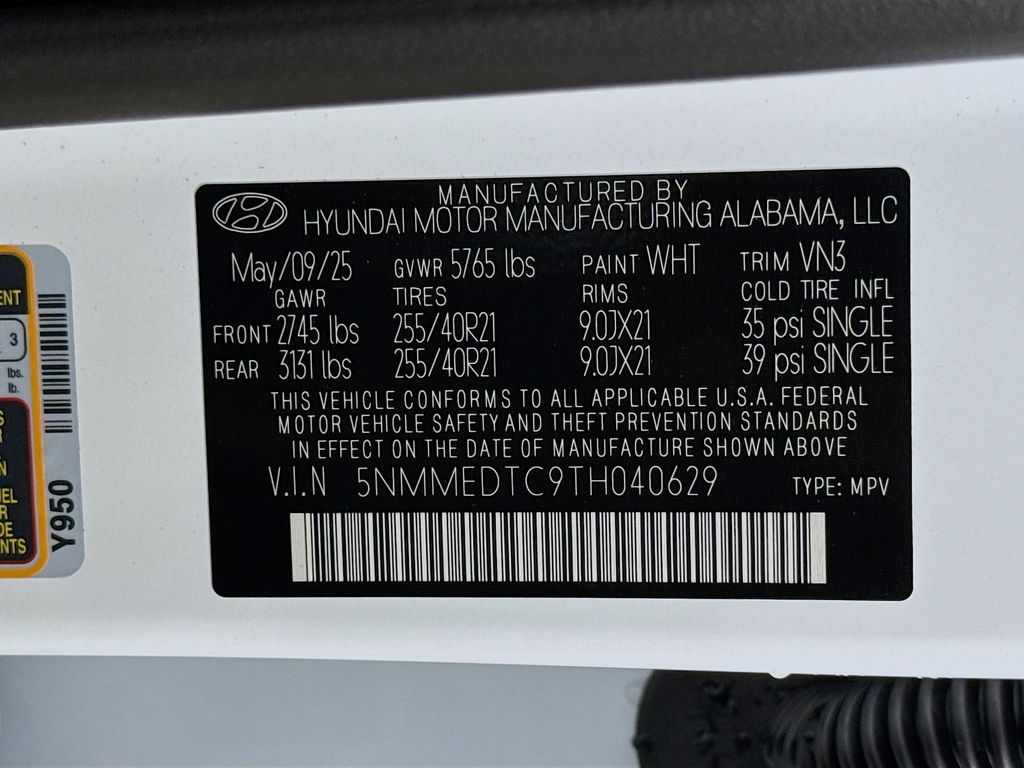 MANUFACTURED BY
HYUNDAI MOTOR MANUFACTURING ALABAMA, LLC
May/09/25 GVWR 5765 lbs PAINT WHT TRIM VN3
GAWR TIRES RIMS COLD TIRE INFL
FRONT 2745 lbs 255/40R21 9.0JX21 35 psi SINGLE
REAR 3131 lbs 255/40R21 9.0JX21 39 psi SINGLE
THIS VEHICLE CONFORMS TO ALL APPLICABLE U.S.A. FEDERAL
MOTOR VEHICLE SAFETY AND THEFT PREVENTION STANDARDS
IN EFFECT ON THE DATE OF MANUFACTURE SHOWN ABOVE
V.I.N 5NMMEDTC9TH040629 TYPE: MPV
3
lbs.
lb.
Y950